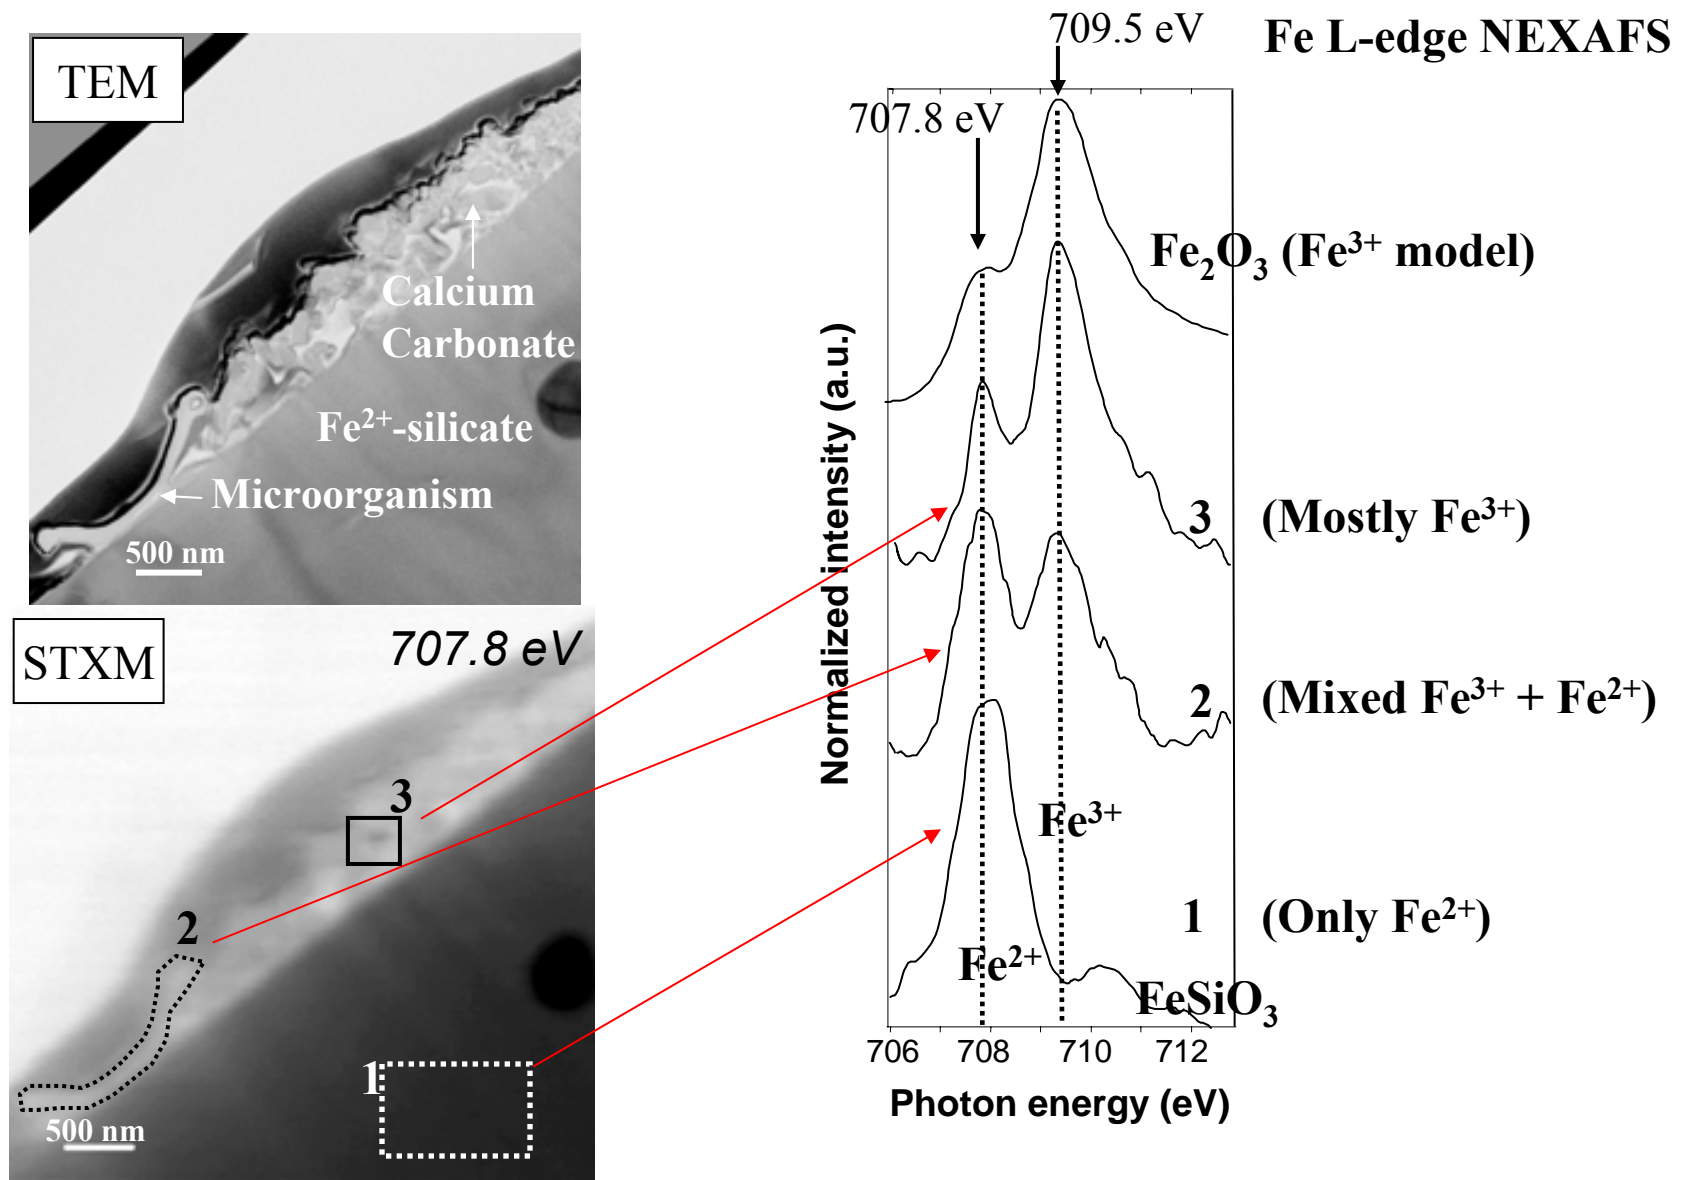 TEM
Calcium
Carbonate
Fe²⁺-silicate
Microorganism
500 nm
STXM
707.8 eV
3
2
1
500 nm
Fe L-edge NEXAFS
709.5 eV
707.8 eV
Fe₂O₃ (Fe³⁺ model)
3 (Mostly Fe³⁺)
2 (Mixed Fe³⁺ + Fe²⁺)
Fe³⁺
1 (Only Fe²⁺)
Fe²⁺
FeSiO₃
Normalized intensity (a.u.)
706 708 710 712
Photon energy (eV)